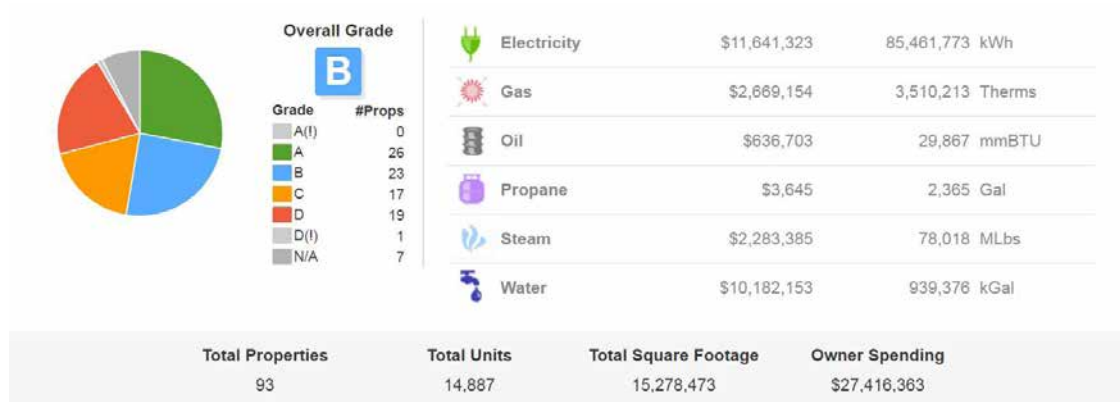 Overall Grade
B
Grade #Props
A(!) 0
A 26
B 23
C 17
D 19
D(!) 1
N/A 7
Electricity $11,641,323 85,461,773 kWh
Gas $2,669,154 3,510,213 Therms
Oil $636,703 29,867 mmBTU
Propane $3,645 2,365 Gal
Steam $2,283,385 78,018 MLbs
Water $10,182,153 939,376 kGal
Total Properties Total Units Total Square Footage Owner Spending
93 14,887 15,278,473 $27,416,363